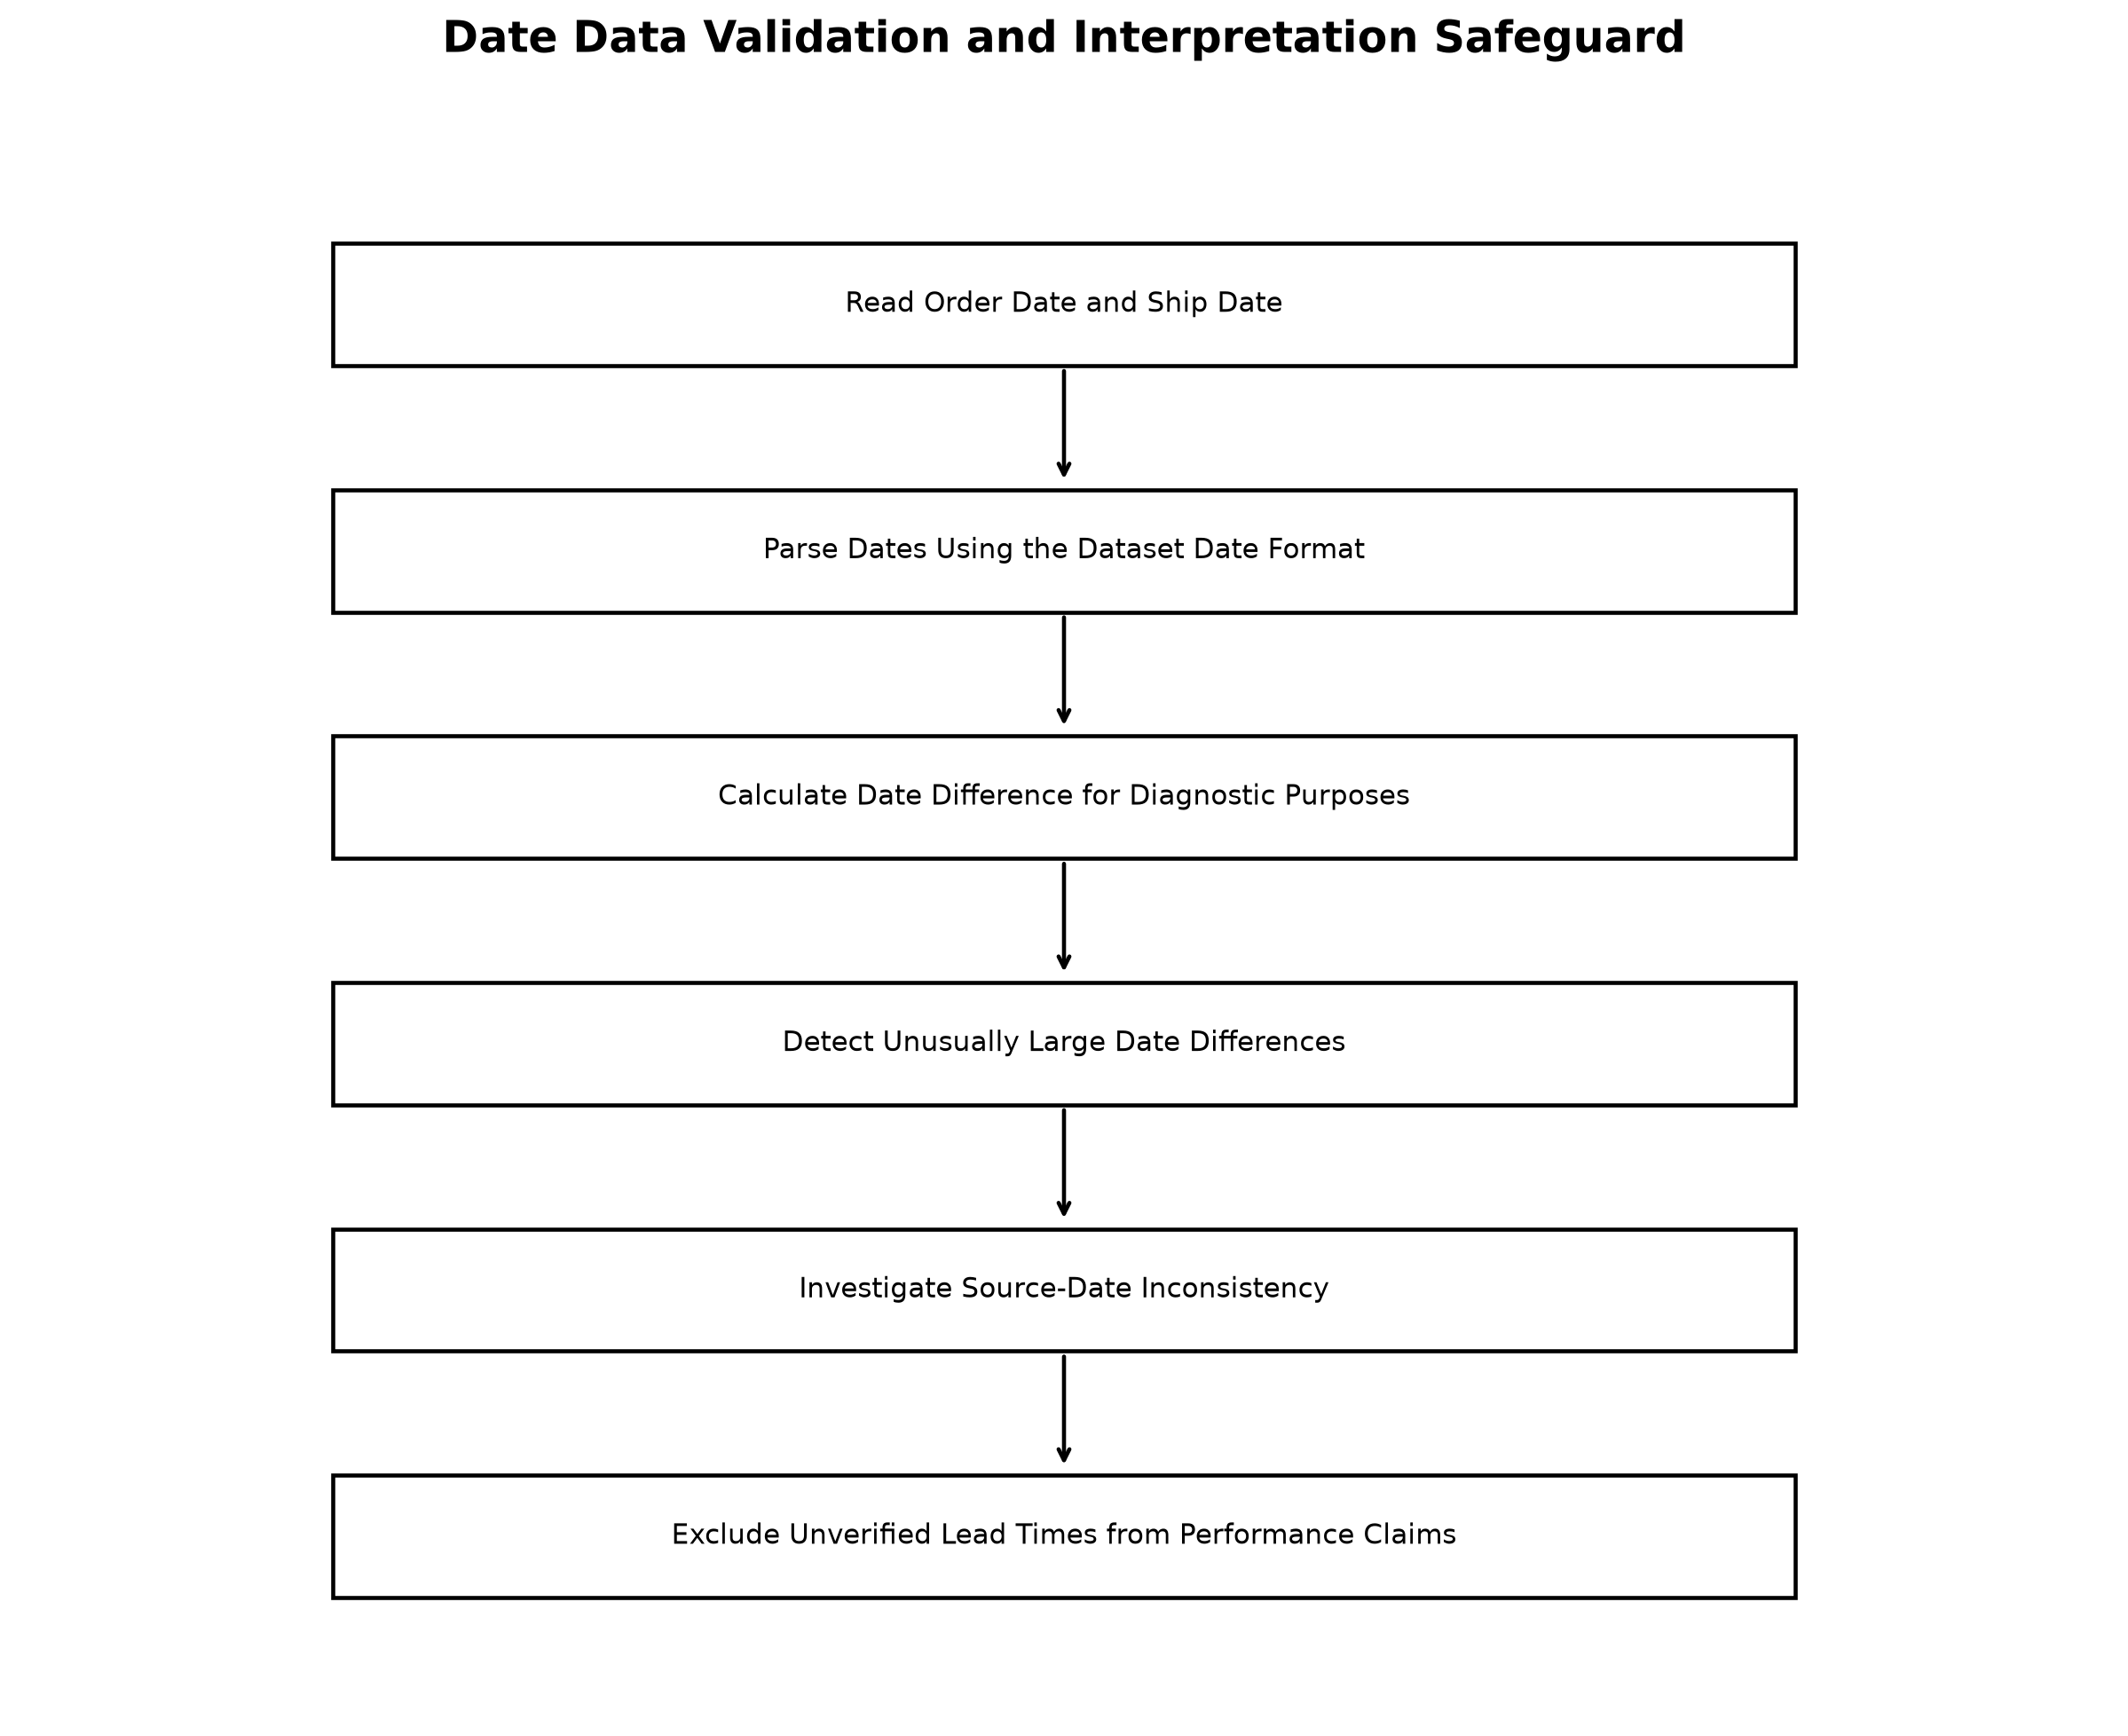 Date Data Validation and Interpretation Safeguard
Read Order Date and Ship Date
Parse Dates Using the Dataset Date Format
Calculate Date Difference for Diagnostic Purposes
Detect Unusually Large Date Differences
Investigate Source-Date Inconsistency
Exclude Unverified Lead Times from Performance Claims